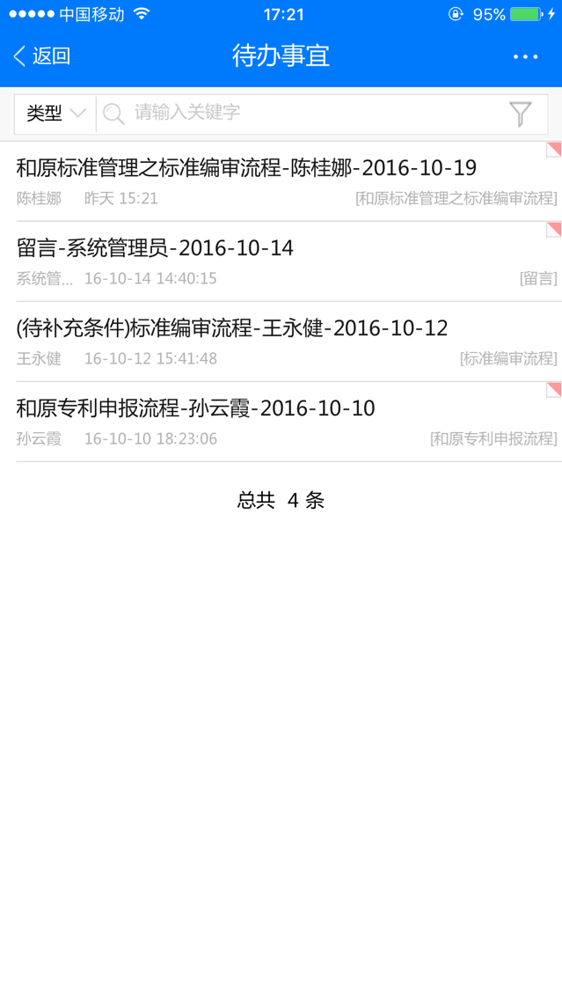 中国移动 17:21 95%
返回 待办事宜
类型 请输入关键字
和原标准管理之标准编审流程-陈桂娜-2016-10-19
陈桂娜 昨天 15:21 [和原标准管理之标准编审流程]
留言-系统管理员-2016-10-14
系统管... 16-10-14 14:40:15 [留言]
(待补充条件)标准编审流程-王永健-2016-10-12
王永健 16-10-12 15:41:48 [标准编审流程]
和原专利申报流程-孙云霞-2016-10-10
孙云霞 16-10-10 18:23:06 [和原专利申报流程]
总共 4 条